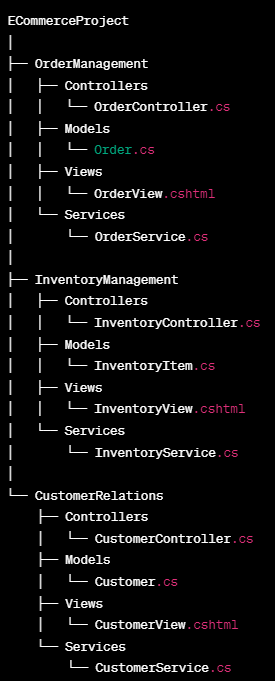 ECommerceProject
│
├── OrderManagement
│   ├── Controllers
│   │   └── OrderController.cs
│   ├── Models
│   │   └── Order.cs
│   ├── Views
│   │   └── OrderView.cshtml
│   └── Services
│       └── OrderService.cs
│
├── InventoryManagement
│   ├── Controllers
│   │   └── InventoryController.cs
│   ├── Models
│   │   └── InventoryItem.cs
│   ├── Views
│   │   └── InventoryView.cshtml
│   └── Services
│       └── InventoryService.cs
│
└── CustomerRelations
    ├── Controllers
    │   └── CustomerController.cs
    ├── Models
    │   └── Customer.cs
    ├── Views
    │   └── CustomerView.cshtml
    └── Services
        └── CustomerService.cs